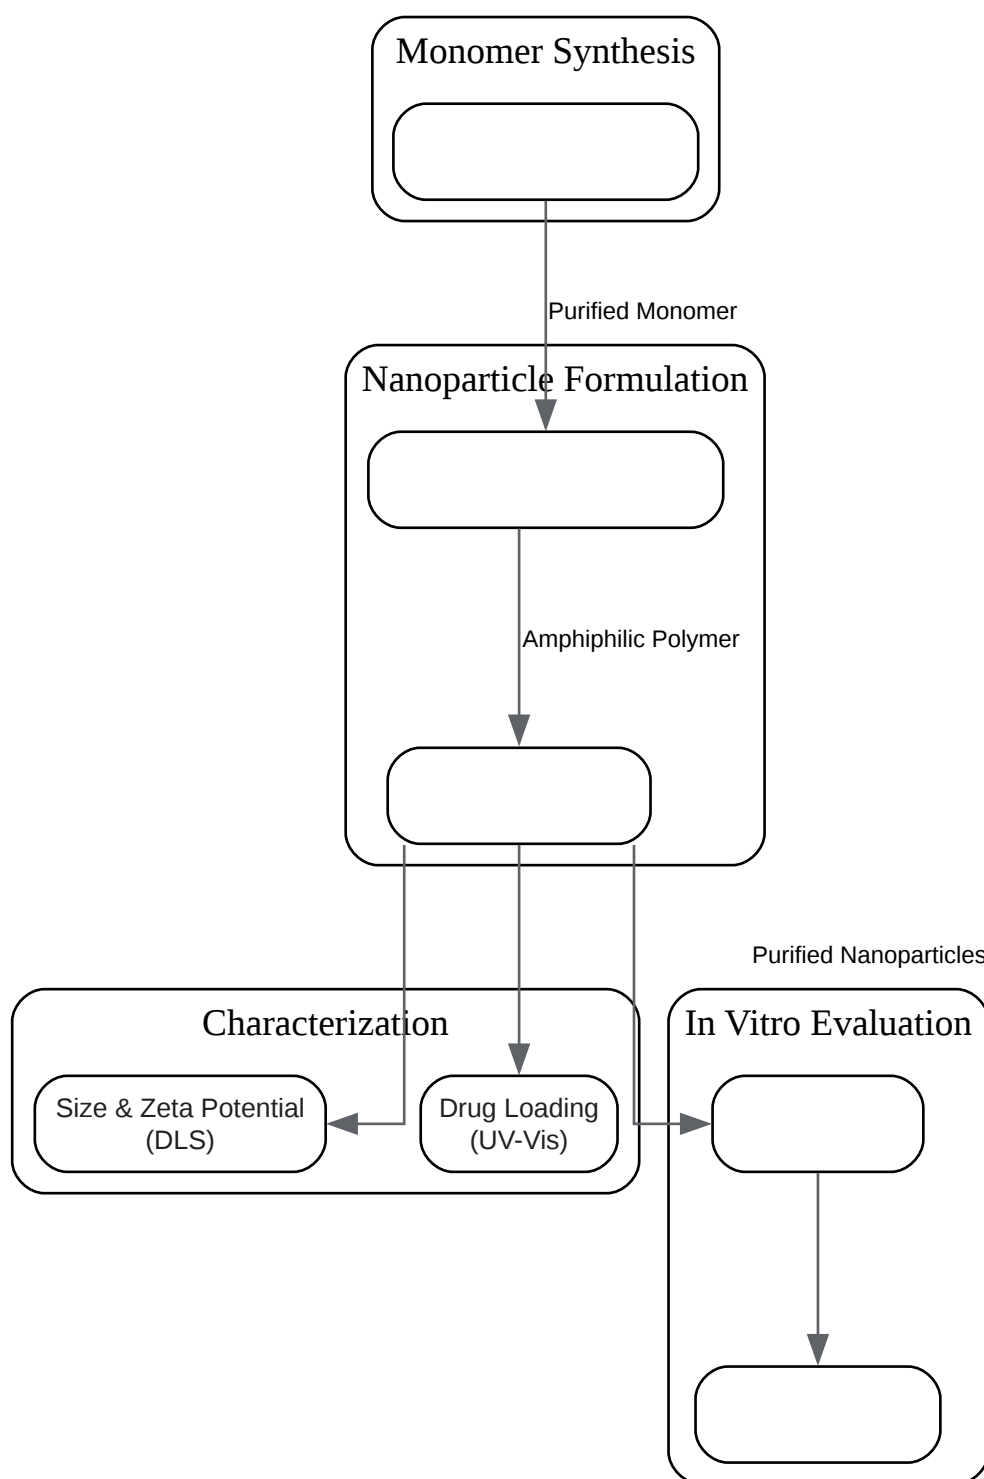 Monomer Synthesis
Purified Monomer
Nanoparticle Formulation
Amphiphilic Polymer
Purified Nanoparticles
Characterization
In Vitro Evaluation
Size & Zeta Potential
(DLS)
Drug Loading
(UV-Vis)